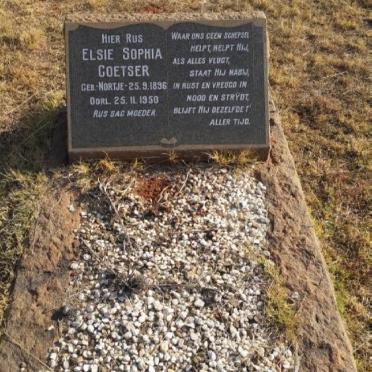 Hier Rus
Elsie Sophia
Coetser
Geb: Nortje-25.9.1896
Oorl. 25.11.1950
Rus sag moeder
Waar ons geen schepsel
helpt, helpt Hij,
Als alles vlugt,
staat Hij nabij,
in rust en vreugd in
nood en strydt,
blijft Hij dezelfde t'
aller tijd.